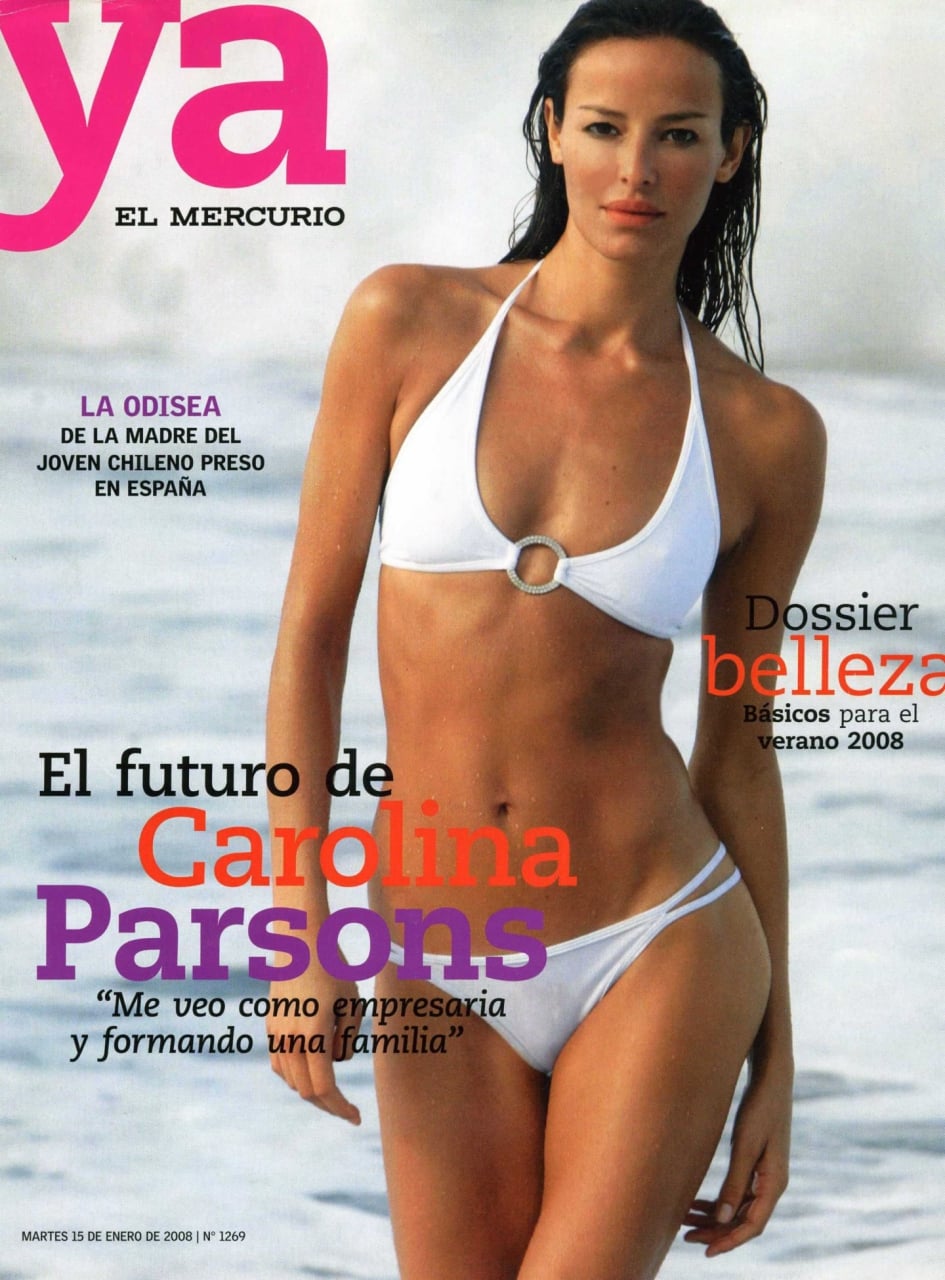 ya
EL MERCURIO
LA ODISEA
DE LA MADRE DEL
JOVEN CHILENO PRESO
EN ESPAÑA
Dossier
belleza
Básicos para el
verano 2008
El futuro de
Carolina
Parsons
“Me veo como empresaria
y formando una familia”
MARTES 15 DE ENERO DE 2008 | N° 1269